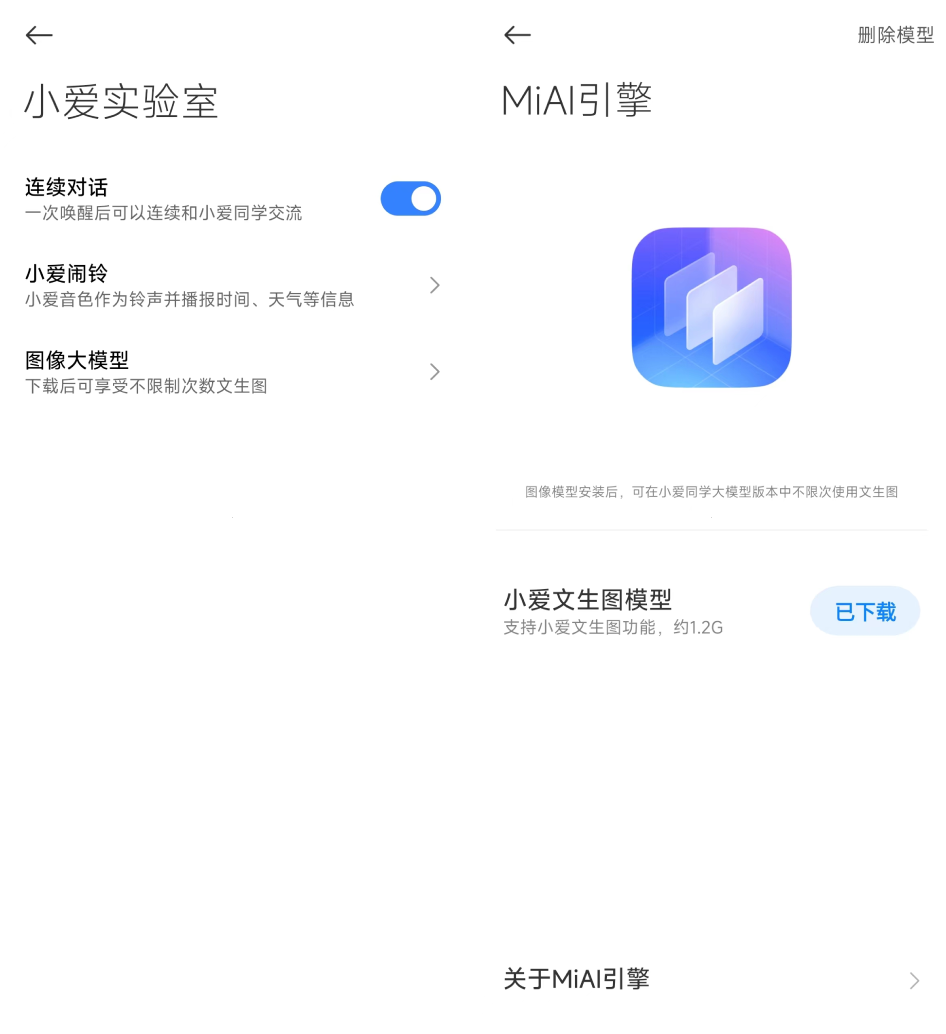 小爱实验室
连续对话
一次唤醒后可以连续和小爱同学交流
小爱闹铃
小爱音色作为铃声并播报时间、天气等信息
图像大模型
下载后可享受不限制次数文生图
删除模型
MiAI引擎
图像模型安装后，可在小爱同学大模型版本中不限次使用文生图
小爱文生图模型
支持小爱文生图功能，约1.2G
已下载
关于MiAI引擎